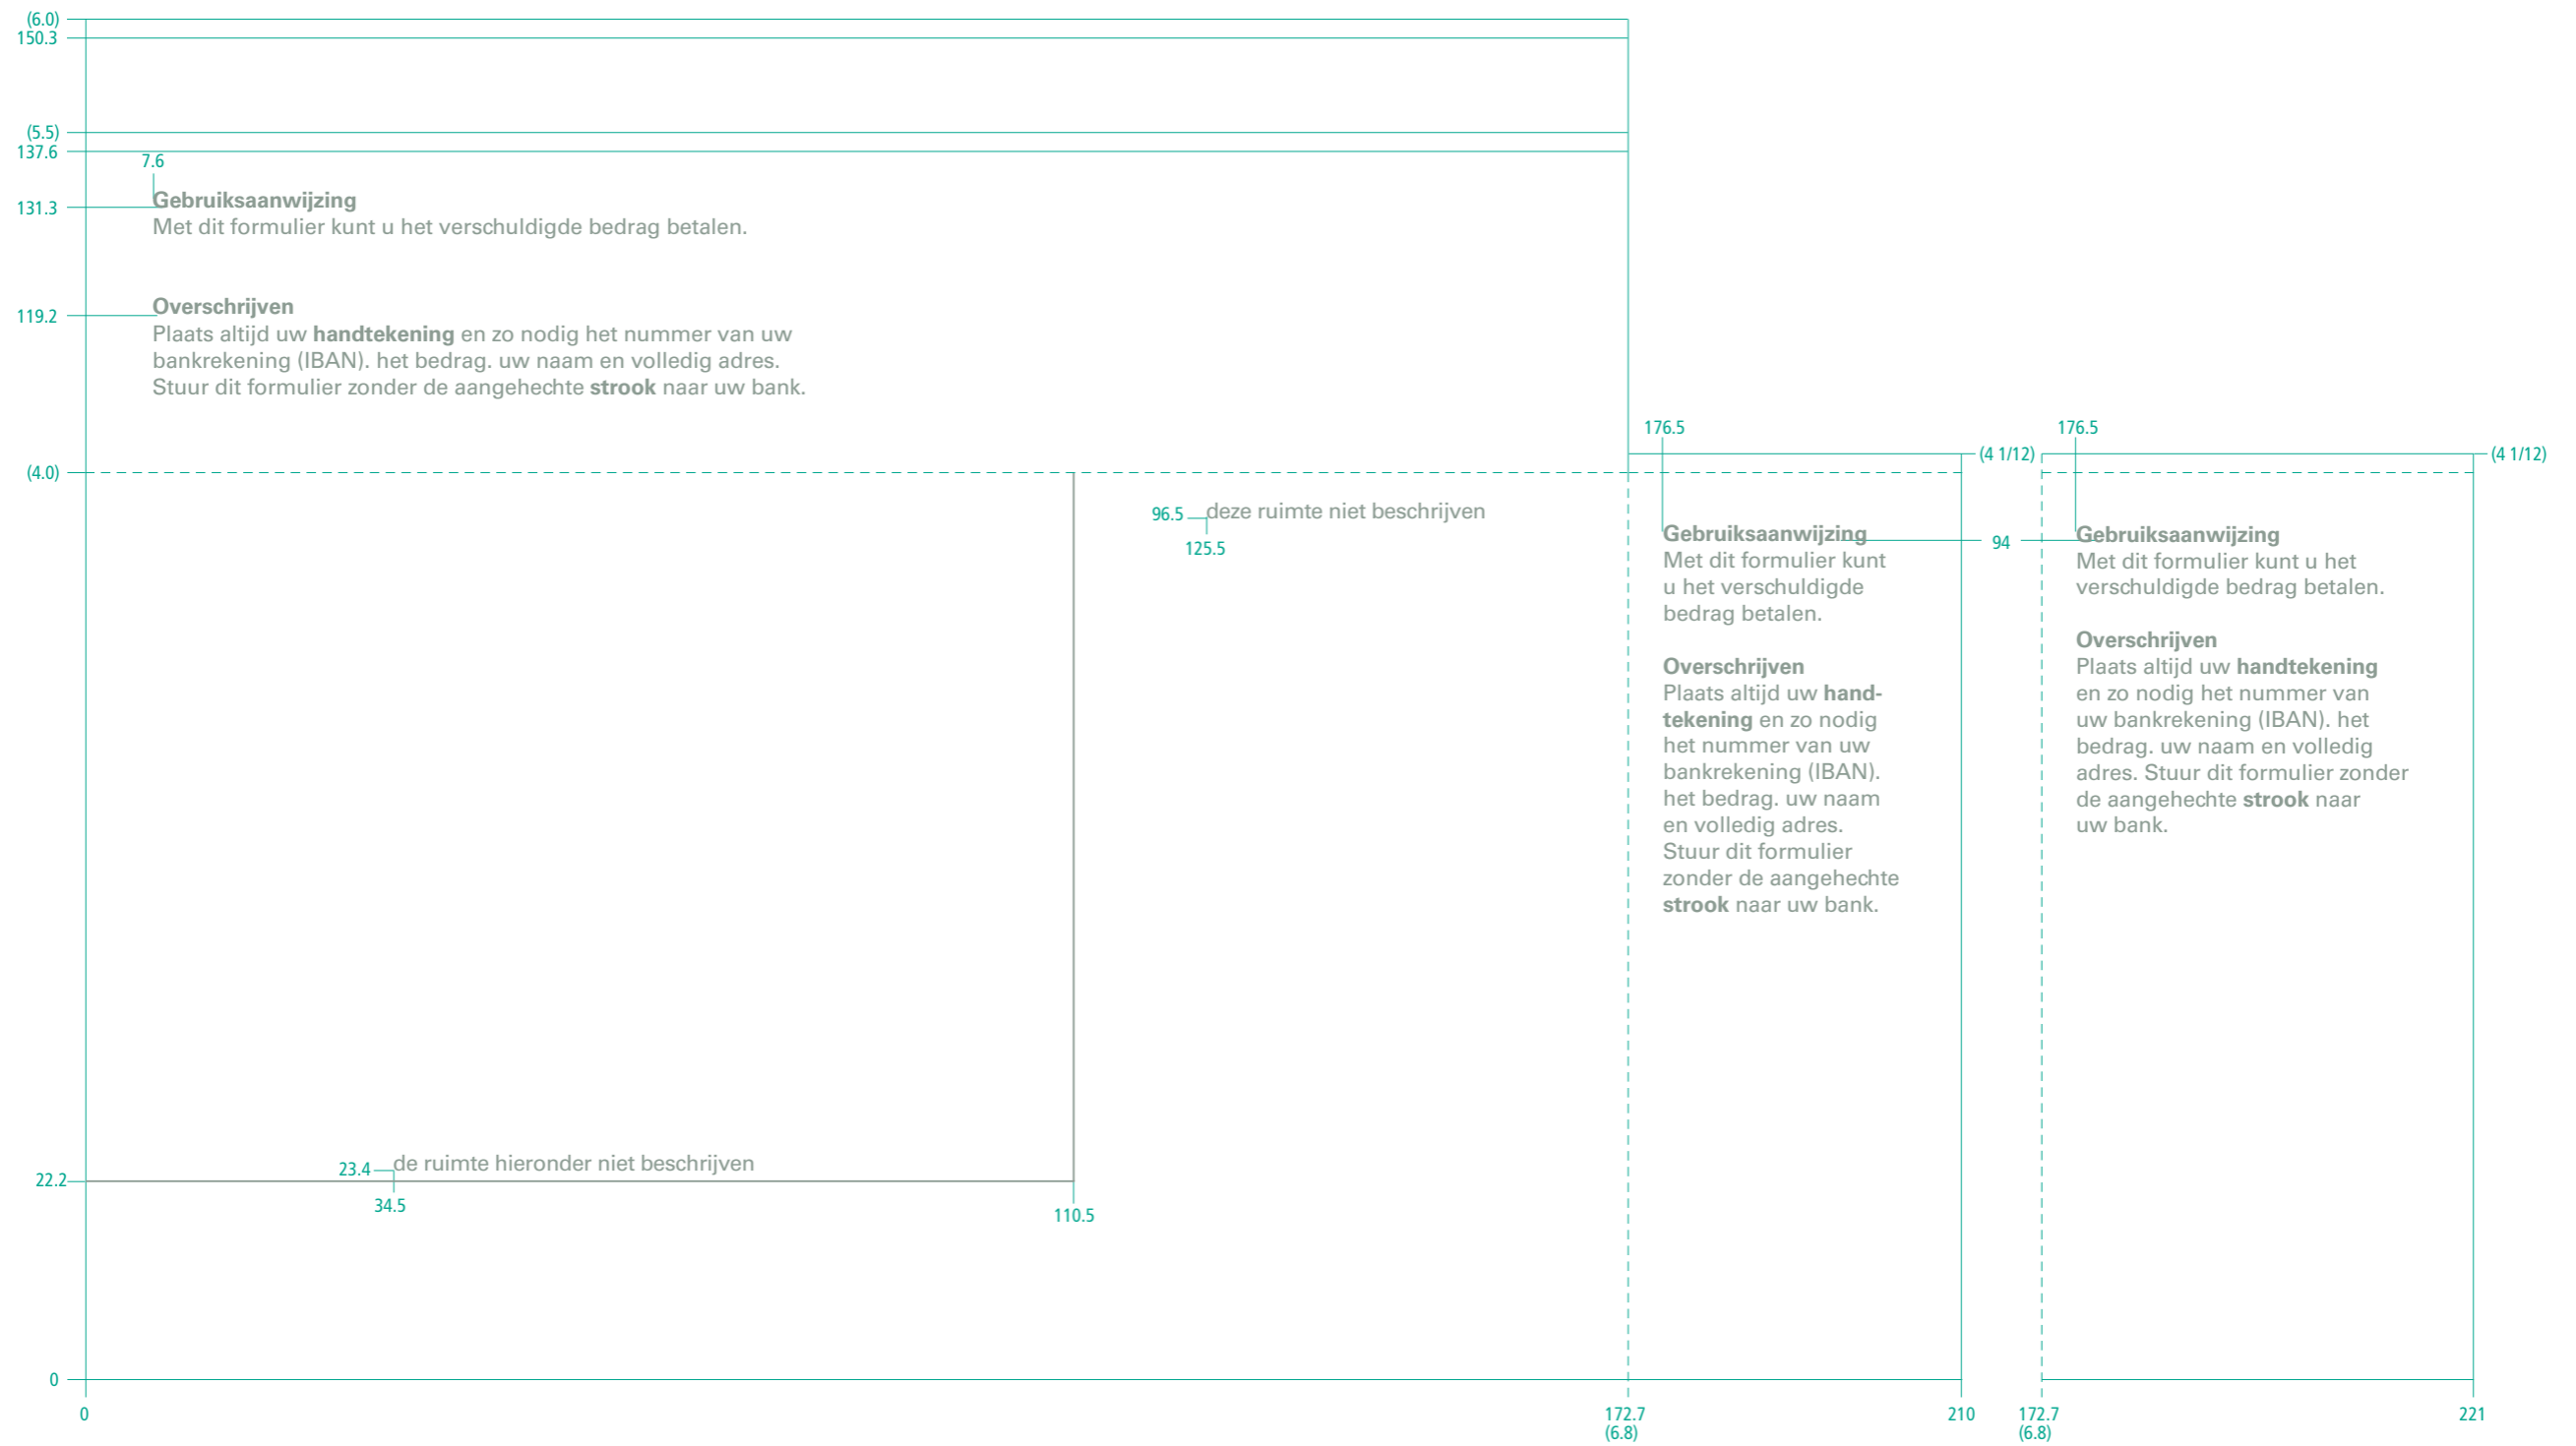 (6.0)
150.3
(5.5)
137.6
7.6
131.3
Gebruiksaanwijzing
Met dit formulier kunt u het verschuldigde bedrag betalen.
119.2
Overschrijven
Plaats altijd uw handtekening en zo nodig het nummer van uw
bankrekening (IBAN). het bedrag. uw naam en volledig adres.
Stuur dit formulier zonder de aangehechte strook naar uw bank.
(4.0)
96.5
deze ruimte niet beschrijven
125.5
176.5
(4 1/12)
Gebruiksaanwijzing
Met dit formulier kunt
u het verschuldigde
bedrag betalen.
Overschrijven
Plaats altijd uw hand-
tekening en zo nodig
het nummer van uw
bankrekening (IBAN).
het bedrag. uw naam
en volledig adres.
Stuur dit formulier
zonder de aangehechte
strook naar uw bank.
94
176.5
(4 1/12)
Gebruiksaanwijzing
Met dit formulier kunt u het
verschuldigde bedrag betalen.
Overschrijven
Plaats altijd uw handtekening
en zo nodig het nummer van
uw bankrekening (IBAN). het
bedrag. uw naam en volledig
adres. Stuur dit formulier zonder
de aangehechte strook naar
uw bank.
23.4
de ruimte hieronder niet beschrijven
22.2
34.5
110.5
0
0
172.7
(6.8)
210
172.7
(6.8)
221